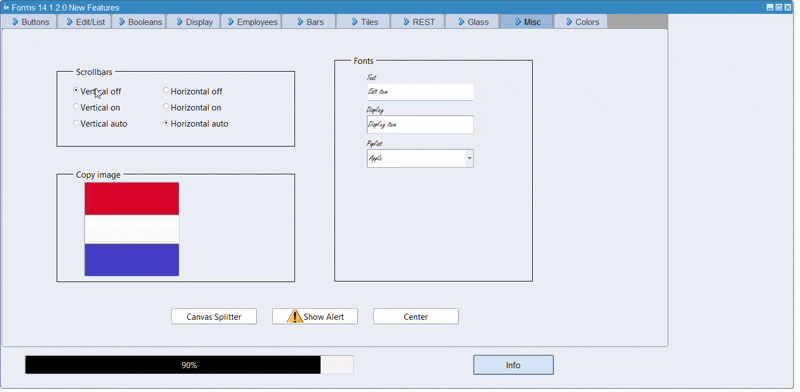 Forms 14.1.2.0 New Features
Buttons Edit/List Booleans Display Employees Bars Tiles REST Glass Misc Colors
Scrollbars
Vertical off Horizontal off
Vertical on Horizontal on
Vertical auto Horizontal auto
Copy image
Fonts
Text
Edit item
Display
Display item
Poplist
Apple
Canvas Splitter Show Alert Center
90% Info